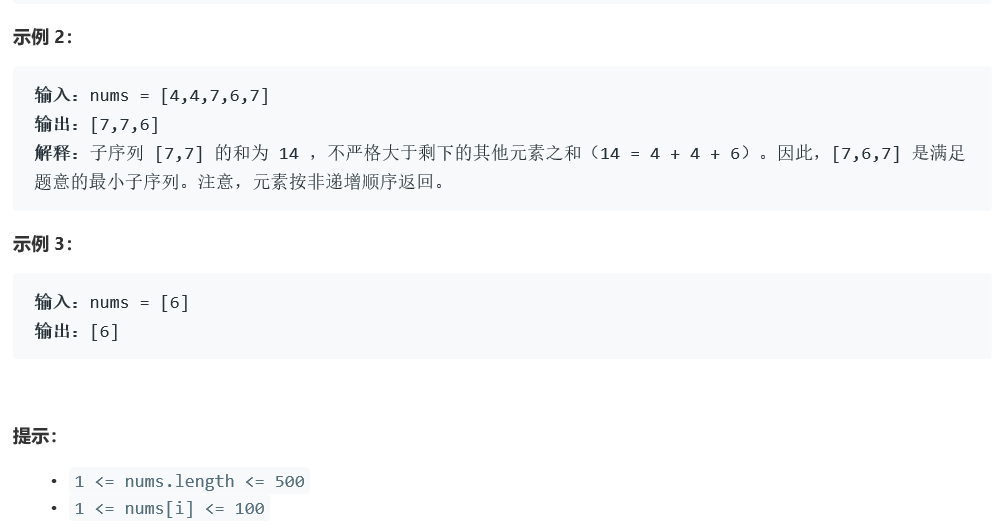 示例 2：
输入：nums = [4,4,7,6,7]
输出：[7,7,6]
解释：子序列 [7,7] 的和为 14 ，不严格大于剩下的其他元素之和（14 = 4 + 4 + 6）。因此，[7,6,7] 是满足
题意的最小子序列。注意，元素按非递增顺序返回。
示例 3：
输入：nums = [6]
输出：[6]
提示：
• 1 <= nums.length <= 500
• 1 <= nums[i] <= 100